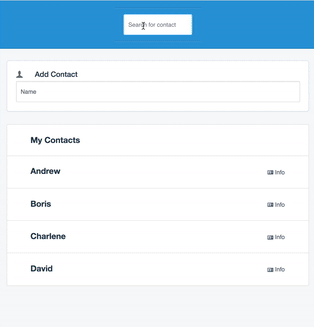 Search for contact
Add Contact
Name
My Contacts
Andrew
Info
Boris
Info
Charlene
Info
David
Info